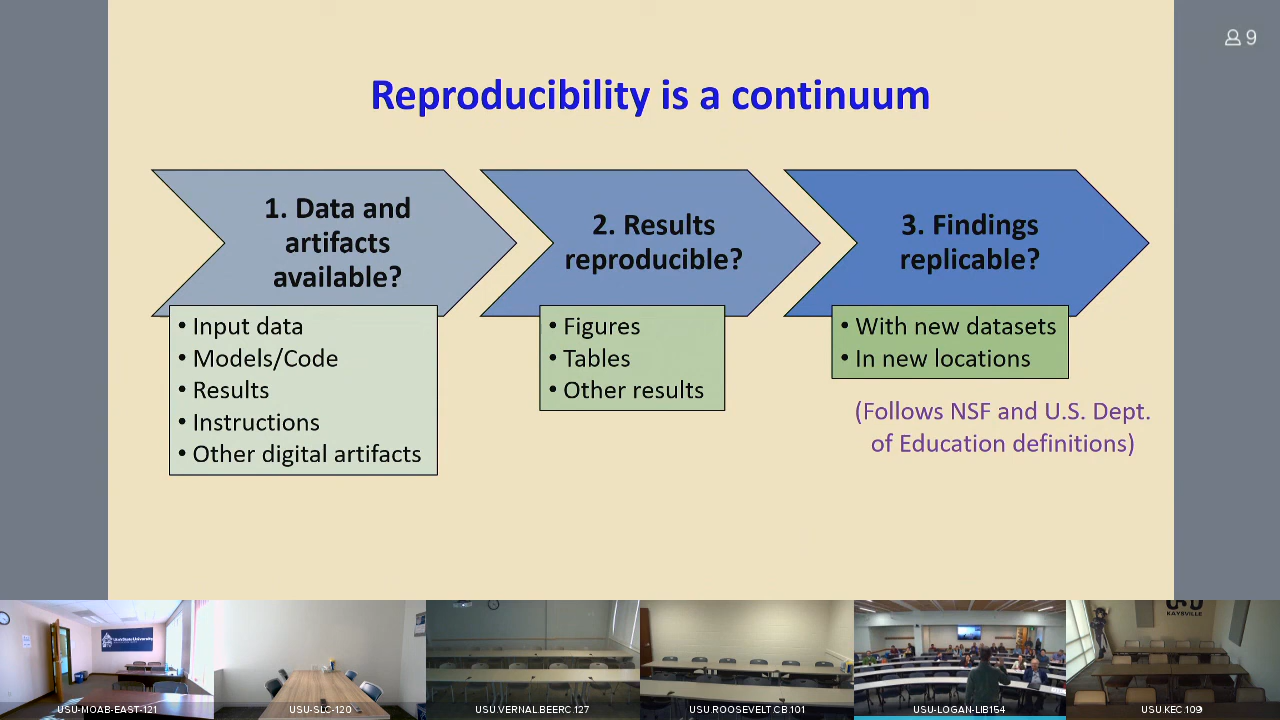 9
Reproducibility is a continuum
1. Data and
artifacts
available?
2. Results
reproducible?
3. Findings
replicable?
• Input data
• Models/Code
• Results
• Instructions
• Other digital artifacts
• Figures
• Tables
• Other results
• With new datasets
• In new locations
(Follows NSF and U.S. Dept.
of Education definitions)
UtahStateUniversity
USU
KAYSVILLE
USU-MOAB-EAST-121
USU-SLC-120
USU.VERNAL.BEERC.127
USU.ROOSEVELT.CB.101
USU-LOGAN-LIB154
USU.KEC.109